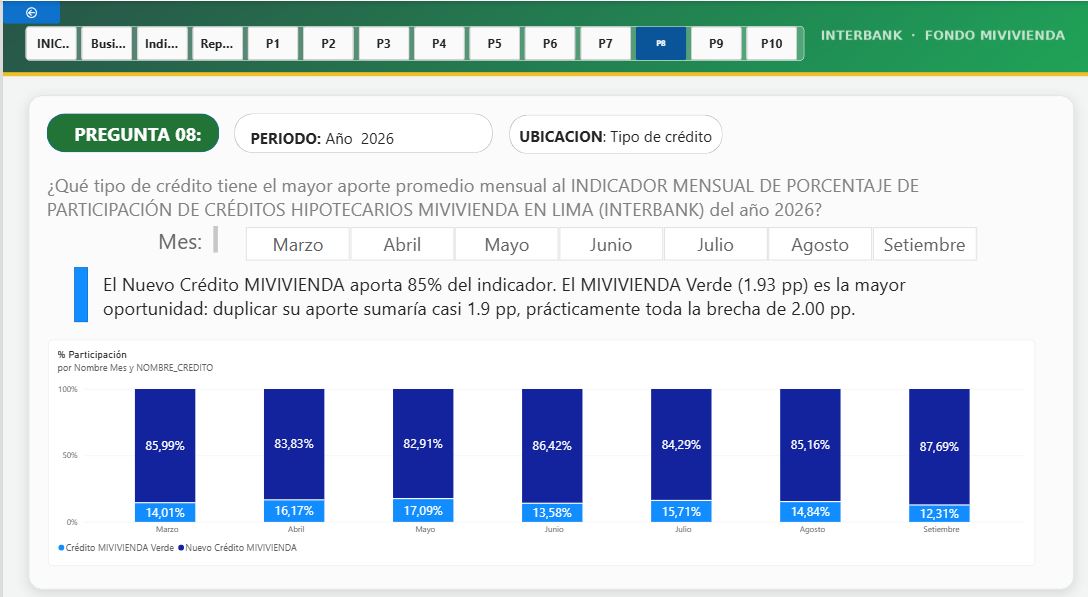 INIC..
Busi...
Indi...
Rep...
P1
P2
P3
P4
P5
P6
P7
P8
P9
P10
INTERBANK · FONDO MIVIVIENDA
PREGUNTA 08:
PERIODO: Año 2026
UBICACION: Tipo de crédito
¿Qué tipo de crédito tiene el mayor aporte promedio mensual al INDICADOR MENSUAL DE PORCENTAJE DE
PARTICIPACIÓN DE CRÉDITOS HIPOTECARIOS MIVIVIENDA EN LIMA (INTERBANK) del año 2026?
Mes:
Marzo
Abril
Mayo
Junio
Julio
Agosto
Setiembre
El Nuevo Crédito MIVIVIENDA aporta 85% del indicador. El MIVIVIENDA Verde (1.93 pp) es la mayor
oportunidad: duplicar su aporte sumaría casi 1.9 pp, prácticamente toda la brecha de 2.00 pp.
% Participación
por Nombre Mes y NOMBRE_CREDITO
100%
50%
0%
85,99%
83,83%
82,91%
86,42%
84,29%
85,16%
87,69%
14,01%
16,17%
17,09%
13,58%
15,71%
14,84%
12,31%
Marzo
Abril
Mayo
Junio
Julio
Agosto
Setiembre
Crédito MIVIVIENDA Verde
Nuevo Crédito MIVIVIENDA